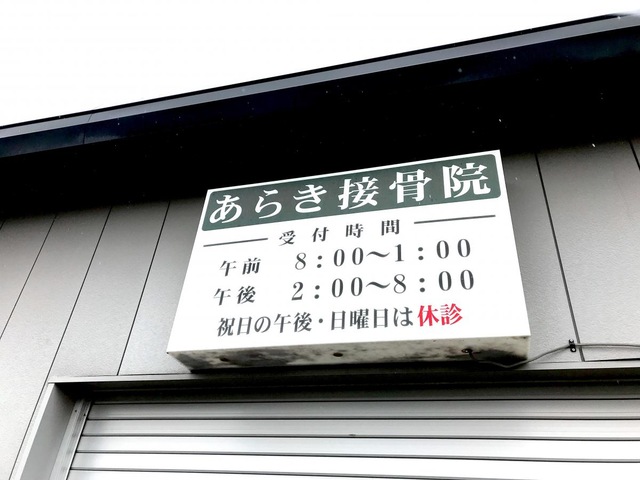 あらき接骨院
受付時間
午前 8:00～1:00
午後 2:00～8:00
祝日の午後・日曜日は休診